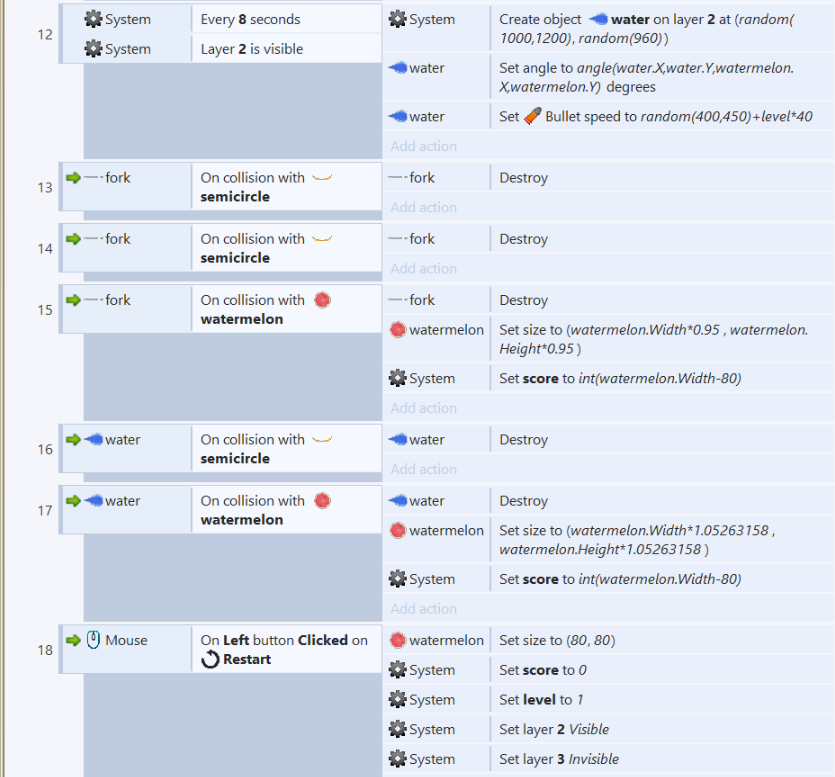 12
System Every 8 seconds
System Layer 2 is visible
System Create object water on layer 2 at (random(
1000,1200), random(960))
water Set angle to angle(water.X,water.Y,watermelon.
X,watermelon.Y) degrees
water Set Bullet speed to random(400,450)+level*40
Add action
13
fork On collision with
semicircle
fork Destroy
Add action
14
fork On collision with
semicircle
fork Destroy
Add action
15
fork On collision with
watermelon
fork Destroy
watermelon Set size to (watermelon.Width*0.95 , watermelon.
Height*0.95 )
System Set score to int(watermelon.Width-80)
Add action
16
water On collision with
semicircle
water Destroy
Add action
17
water On collision with
watermelon
water Destroy
watermelon Set size to (watermelon.Width*1.05263158 ,
watermelon.Height*1.05263158 )
System Set score to int(watermelon.Width-80)
Add action
18
Mouse On Left button Clicked on
Restart
watermelon Set size to (80, 80)
System Set score to 0
System Set level to 1
System Set layer 2 Visible
System Set layer 3 Invisible